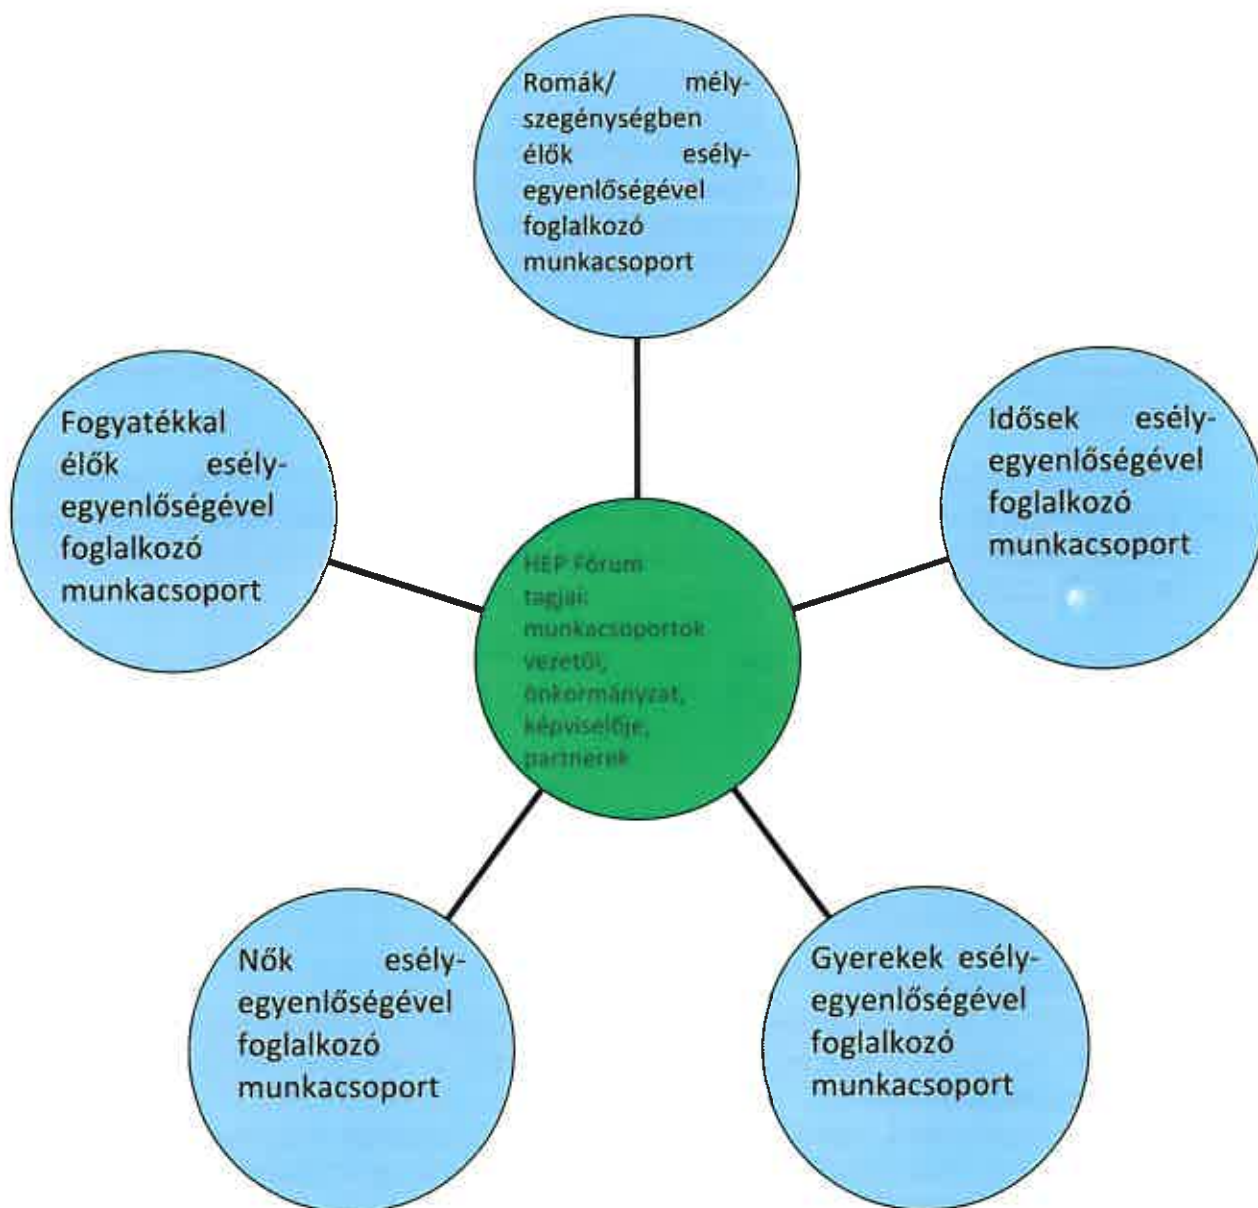 Romák/ mély-
szegénységben
élők esély-
egyenlőségével
foglalkozó
munkacsoport
Fogyatékkal
élők esély-
egyenlőségével
foglalkozó
munkacsoport
Idősek esély-
egyenlőségével
foglalkozó
munkacsoport
HEP Fórum
tagjai:
munkacsoportok
vezetői,
önkormányzat,
képviselője,
partnerek
Nők esély-
egyenlőségével
foglalkozó
munkacsoport
Gyerekek esély-
egyenlőségével
foglalkozó
munkacsoport